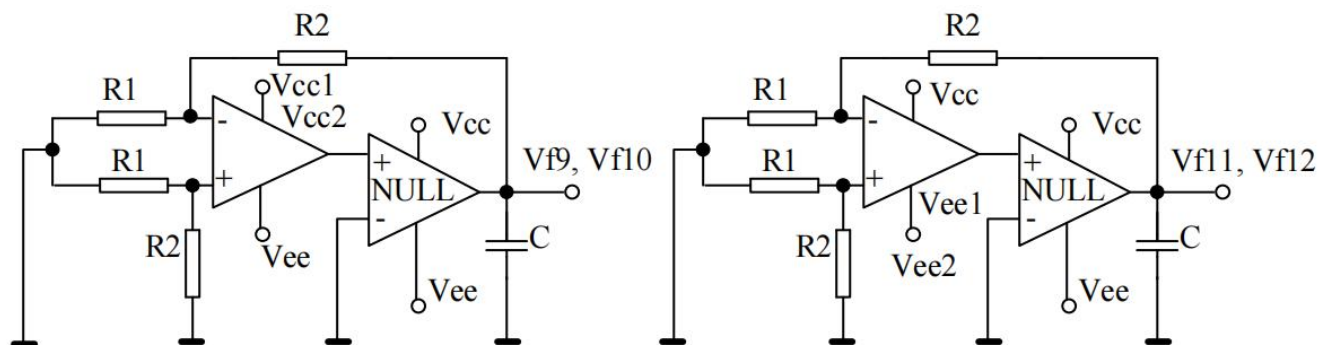 R2
R1
Vcc1
Vcc2
-
Vcc
R1
+
+
NULL
-
Vf9, Vf10
R2
Vee
C
Vee
R2
R1
Vcc
-
Vcc
R1
+
+
NULL
-
Vf11, Vf12
Vee1
R2
Vee2
C
Vee